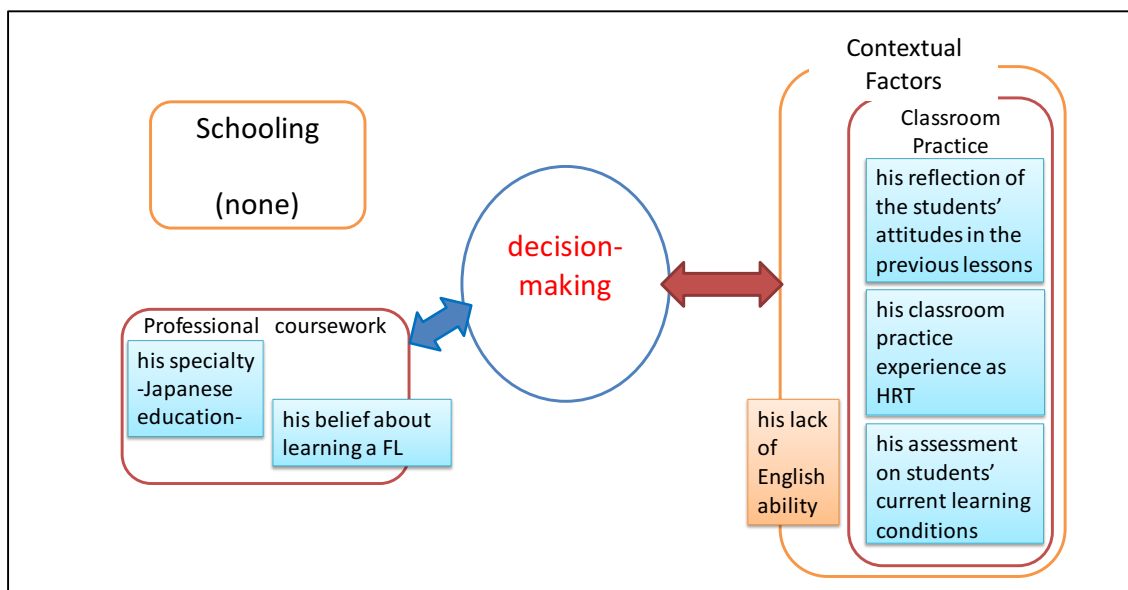 Schooling
(none)
Professional coursework
his specialty
-Japanese
education-
his belief about
learning a FL
decision-
making
Contextual
Factors
Classroom
Practice
his reflection of
the students’
attitudes in the
previous lessons
his classroom
practice
experience as
HRT
his assessment
on students’
current learning
conditions
his lack
of
English
ability